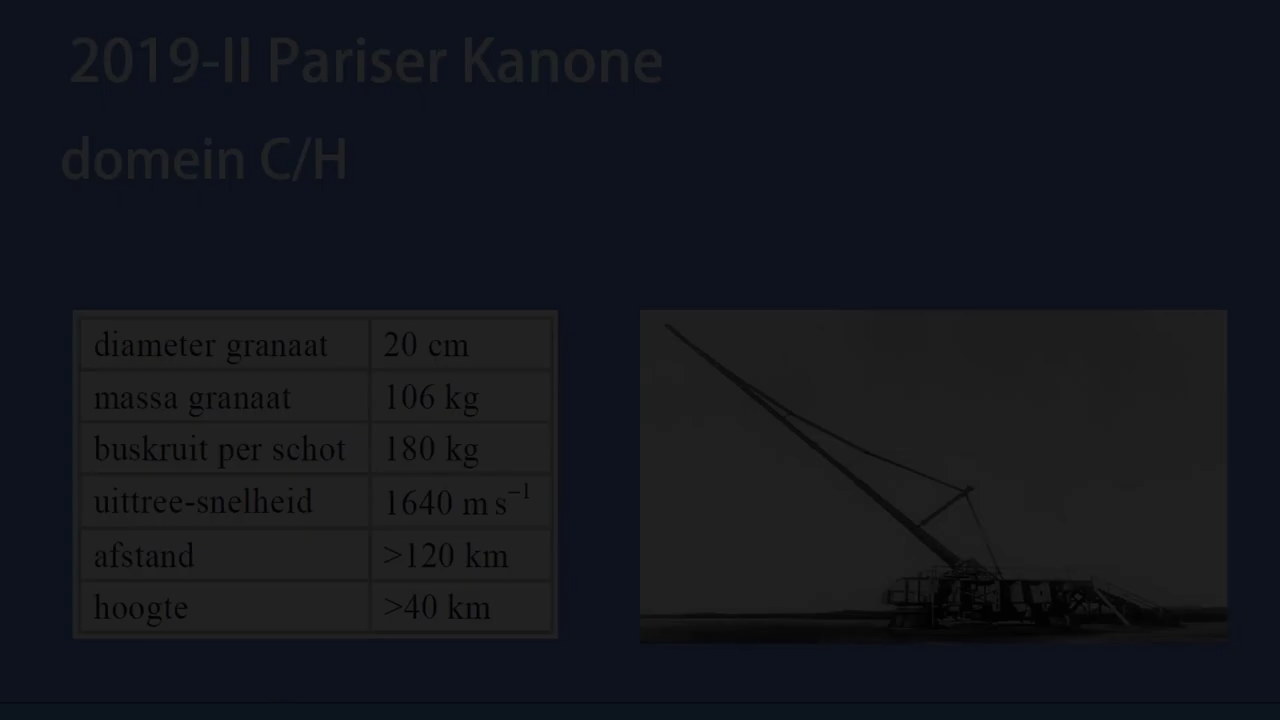 2019-II Pariser Kanone
domein C/H
diameter granaat 20 cm
massa granaat 106 kg
buskruit per schot 180 kg
uittree-snelheid 1640 m s⁻¹
afstand >120 km
hoogte >40 km